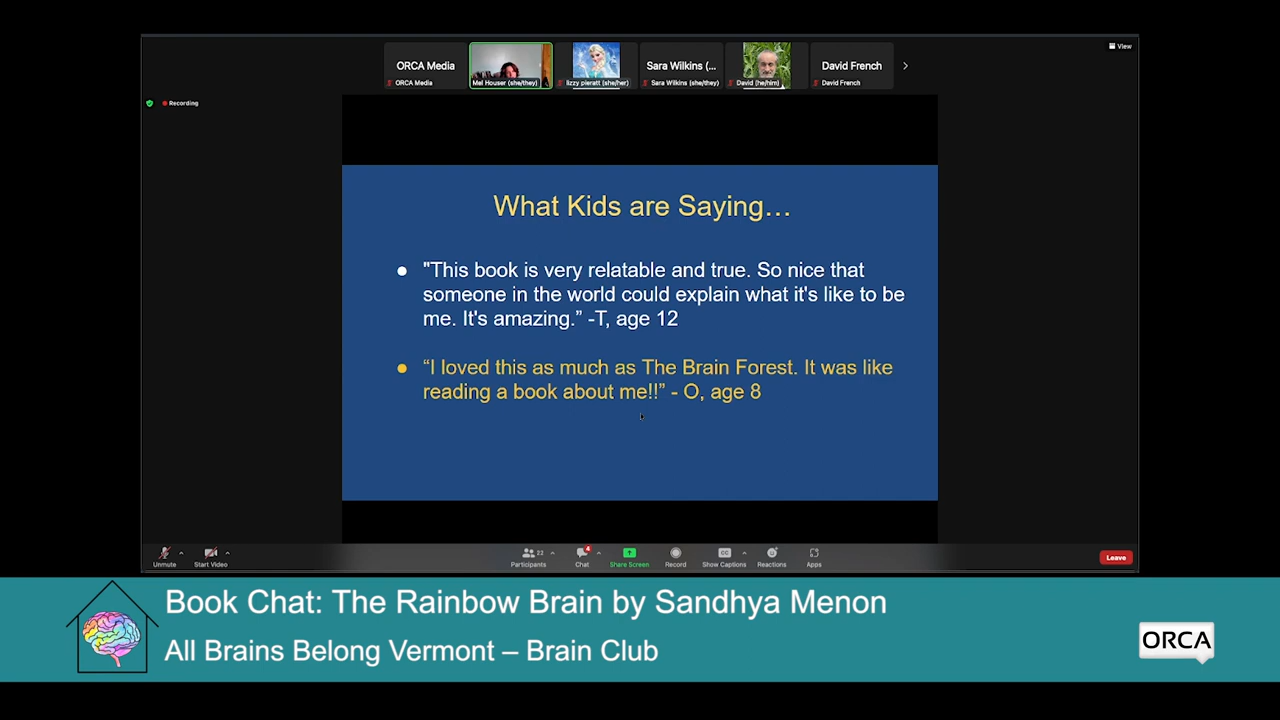 View
ORCA Media
Sara Wilkins (...
David French
ORCA Media
Mel Houser (she/they)
lizzy pieratt (she/her)
Sara Wilkins (she/they)
David (he/him)
David French
Recording
What Kids are Saying…
● "This book is very relatable and true. So nice that
someone in the world could explain what it's like to be
me. It's amazing.” -T, age 12
● “I loved this as much as The Brain Forest. It was like
reading a book about me!!” - O, age 8
22
4
CC
Unmute
Start Video
Participants
Chat
Share Screen
Record
Show Captions
Reactions
Apps
Leave
Book Chat: The Rainbow Brain by Sandhya Menon
All Brains Belong Vermont – Brain Club
ORCA